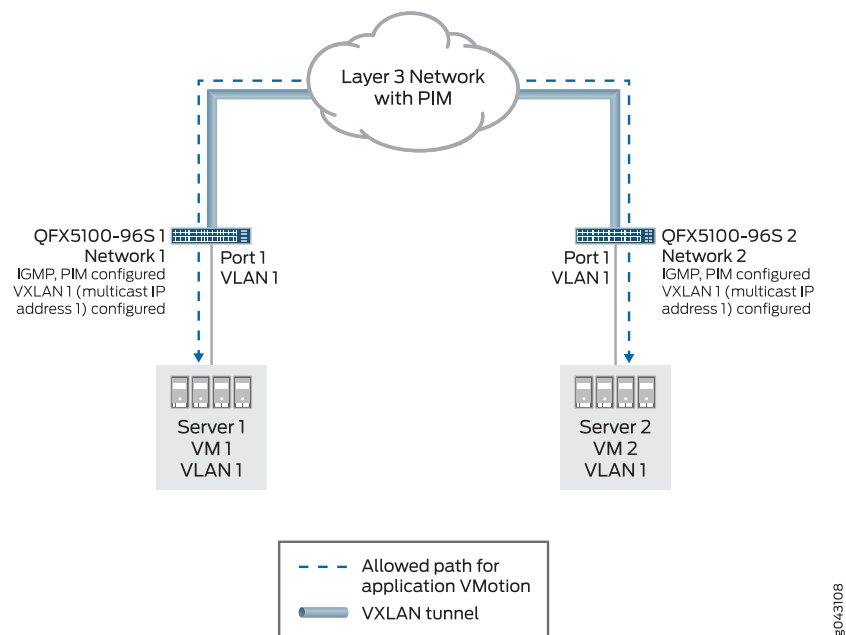 Layer 3 Network
with PIM
QFX5100-96S 1
Network 1
IGMP, PIM configured
VXLAN 1 (multicast IP
address 1) configured
Port 1
VLAN 1
Port 1
VLAN 1
QFX5100-96S 2
Network 2
IGMP, PIM configured
VXLAN 1 (multicast IP
address 1) configured
Server 1
VM 1
VLAN 1
Server 2
VM 2
VLAN 1
Allowed path for
application VMotion
VXLAN tunnel
g043108